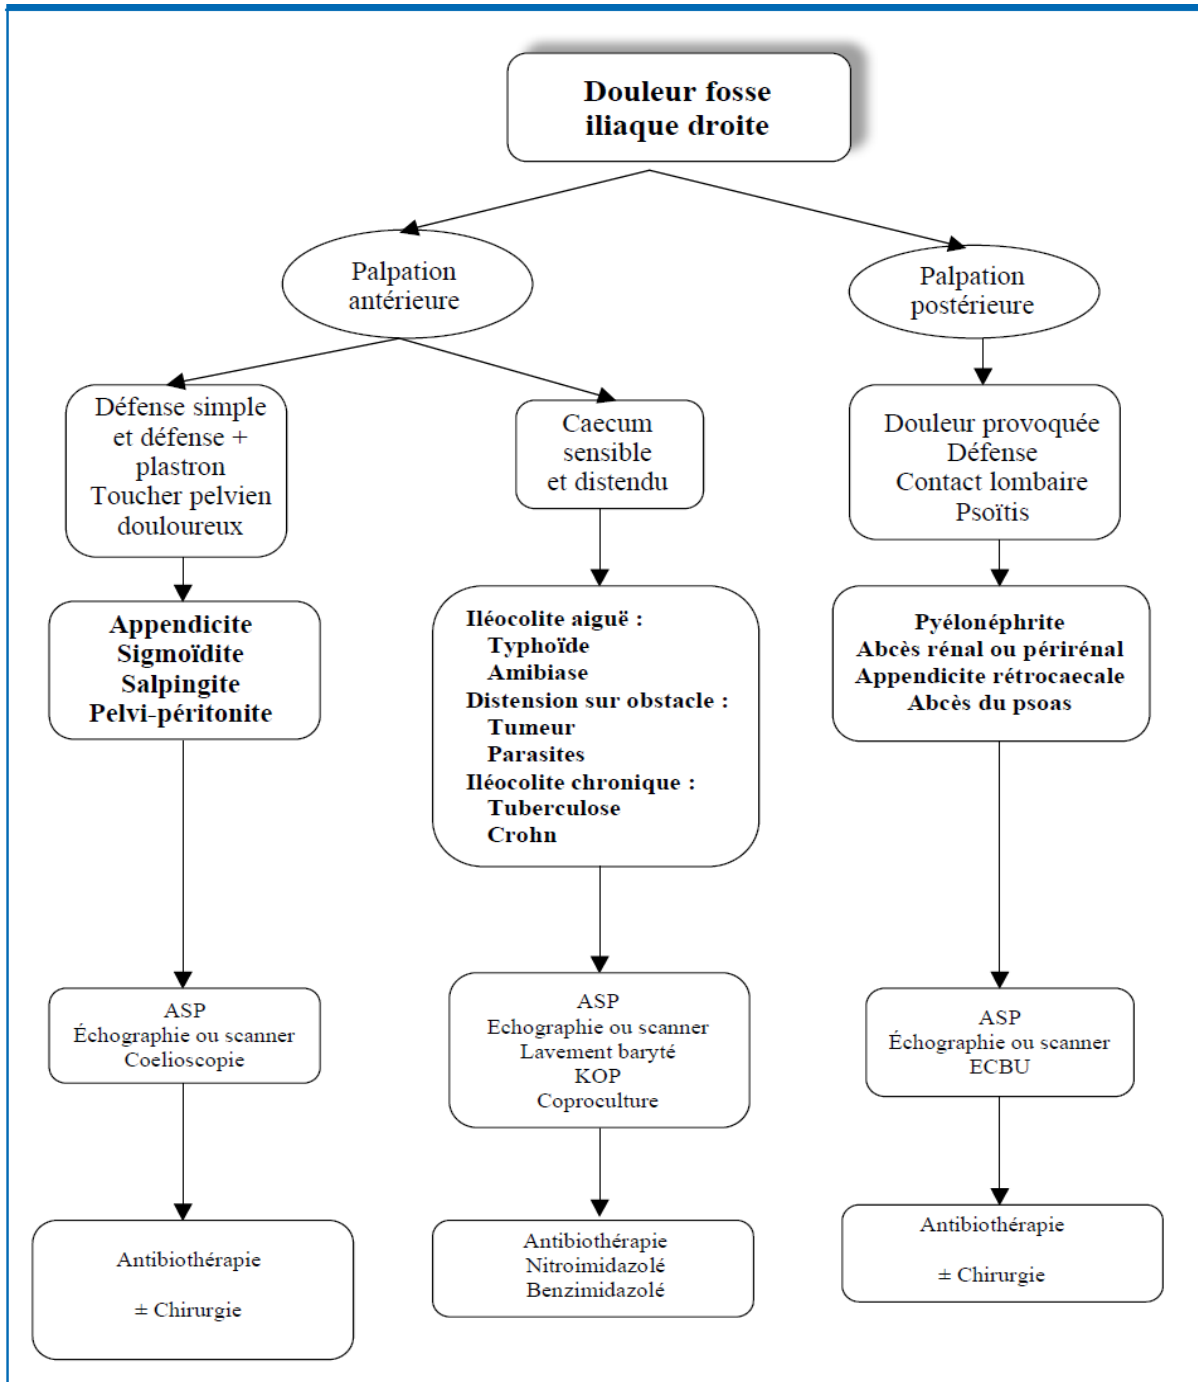 Douleur fosse
iliaque droite
Palpation
antérieure
Palpation
postérieure
Défense simple
et défense +
plastron
Toucher pelvien
douloureux
Caecum
sensible
et distendu
Douleur provoquée
Défense
Contact lombaire
Psoïtis
Appendicite
Sigmoïdite
Salpingite
Pelvi-péritonite
Iléocolite aiguë :
Typhoïde
Amibiase
Distension sur obstacle :
Tumeur
Parasites
Iléocolite chronique :
Tuberculose
Crohn
Pyélonéphrite
Abcès rénal ou périrénal
Appendicite rétrocaecale
Abcès du psoas
ASP
Échographie ou scanner
Coelioscopie
ASP
Echographie ou scanner
Lavement baryté
KOP
Coproculture
ASP
Échographie ou scanner
ECBU
Antibiothérapie
± Chirurgie
Antibiothérapie
Nitroimidazolé
Benzimidazolé
Antibiothérapie
± Chirurgie